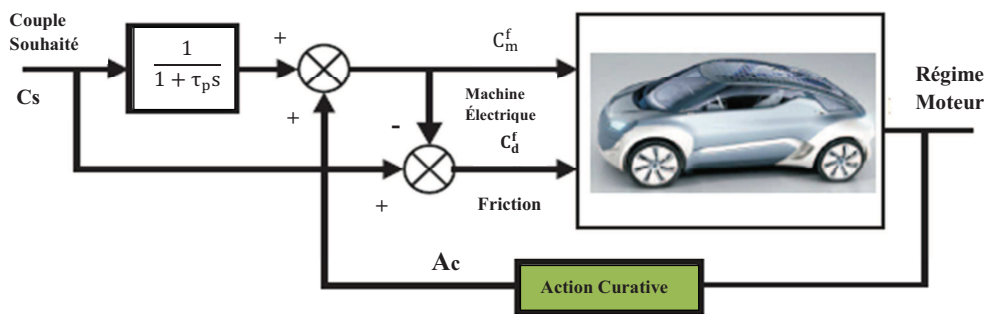 Couple
Souhaité
Cs
1
1 + τₚs
+
+
C_m^f
Machine
Électrique
-
C_d^f
+
Friction
Régime
Moteur
Ac
Action Curative